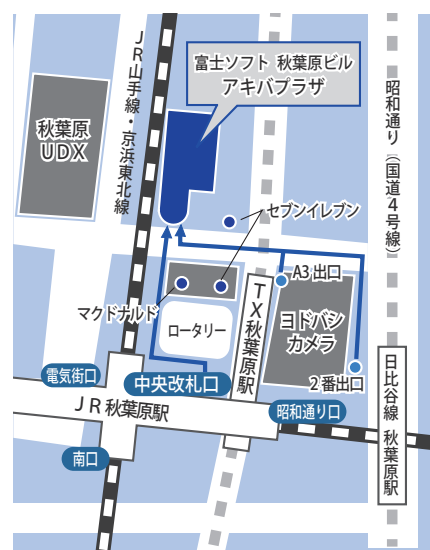 富士ソフト 秋葉原ビル
アキバプラザ
JR山手線・京浜東北線
昭和通り（国道4号線）
秋葉原
UDX
セブンイレブン
A3出口
マクドナルド
ロータリー
TX秋葉原駅
ヨドバシ
カメラ
2番出口
電気街口
中央改札口
JR秋葉原駅
昭和通り口
日比谷線 秋葉原駅
南口